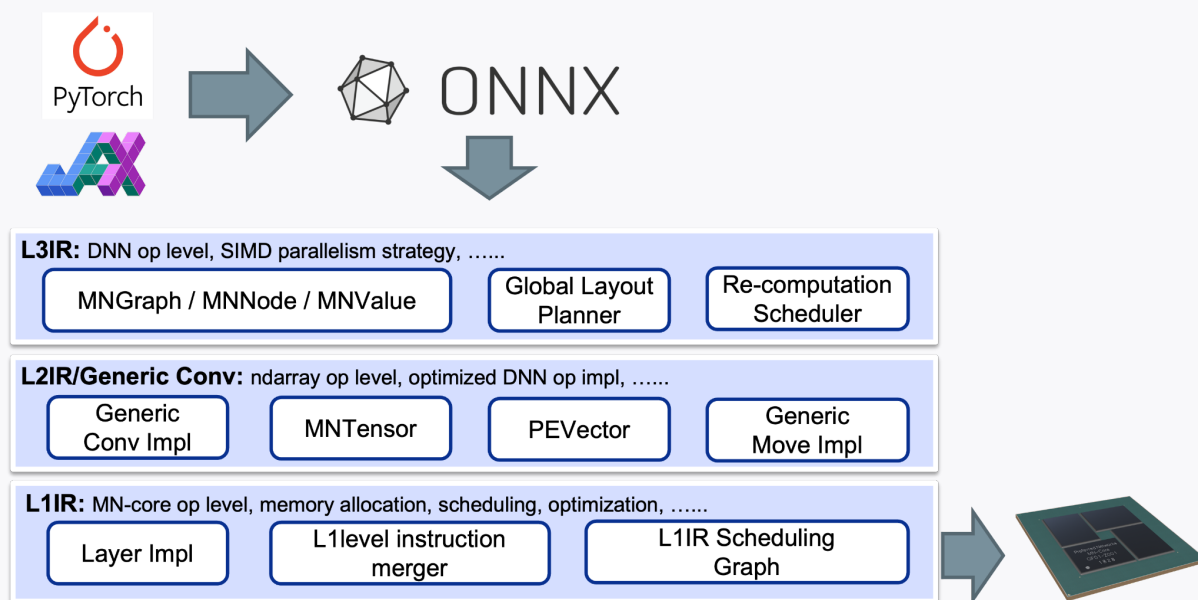 PyTorch
JAX
ONNX
L3IR: DNN op level, SIMD parallelism strategy, …...
MNGraph / MNNode / MNValue
Global Layout
Planner
Re-computation
Scheduler
L2IR/Generic Conv: ndarray op level, optimized DNN op impl, …...
Generic
Conv Impl
MNTensor
PEVector
Generic
Move Impl
L1IR: MN-core op level, memory allocation, scheduling, optimization, …...
Layer Impl
L1level instruction
merger
L1IR Scheduling
Graph